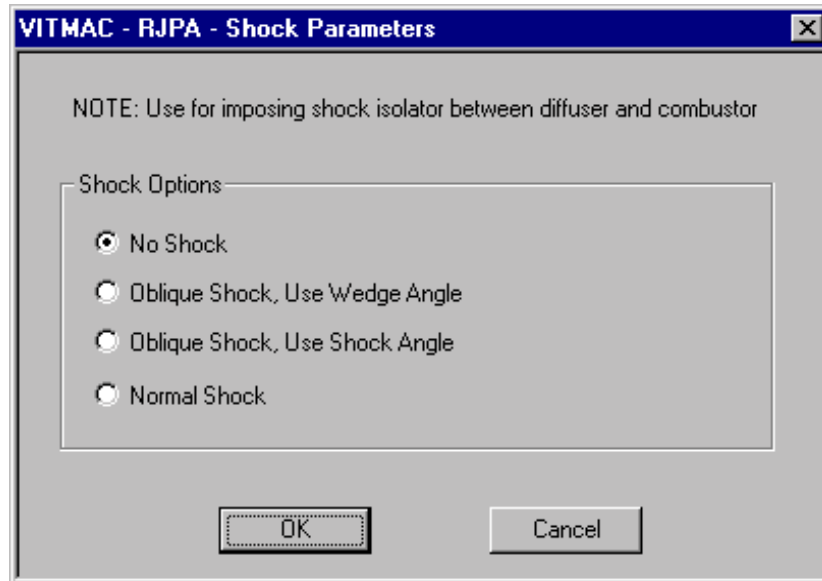 VITMAC - RJPA - Shock Parameters
NOTE: Use for imposing shock isolator between diffuser and combustor
Shock Options
No Shock
Oblique Shock, Use Wedge Angle
Oblique Shock, Use Shock Angle
Normal Shock
OK
Cancel